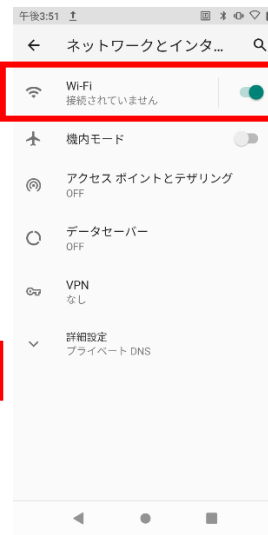 午後3:51
ネットワークとインタ...
Wi-Fi
接続されていません
機内モード
アクセス ポイントとテザリング
OFF
データセーバー
OFF
VPN
なし
詳細設定
プライベート DNS